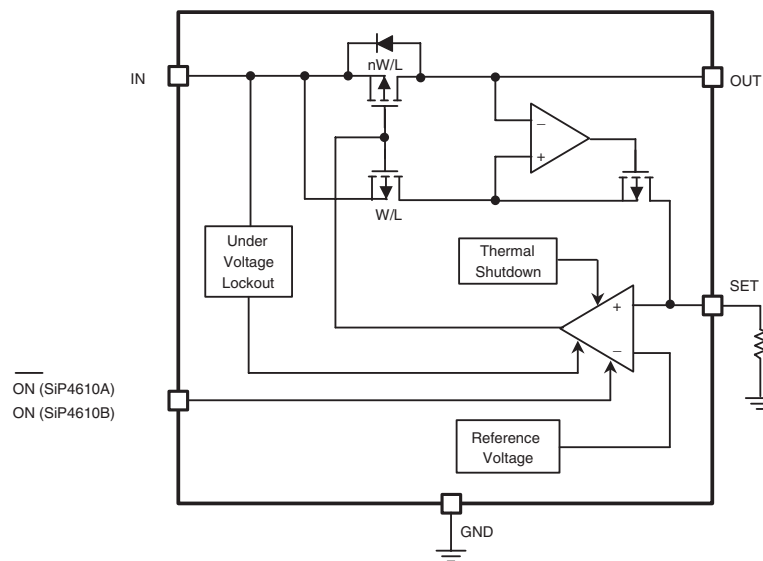 nW/L
IN
OUT
–
+
W/L
Under
Voltage
Lockout
Thermal
Shutdown
SET
+
–
ON (SiP4610A)
ON (SiP4610B)
Reference
Voltage
GND